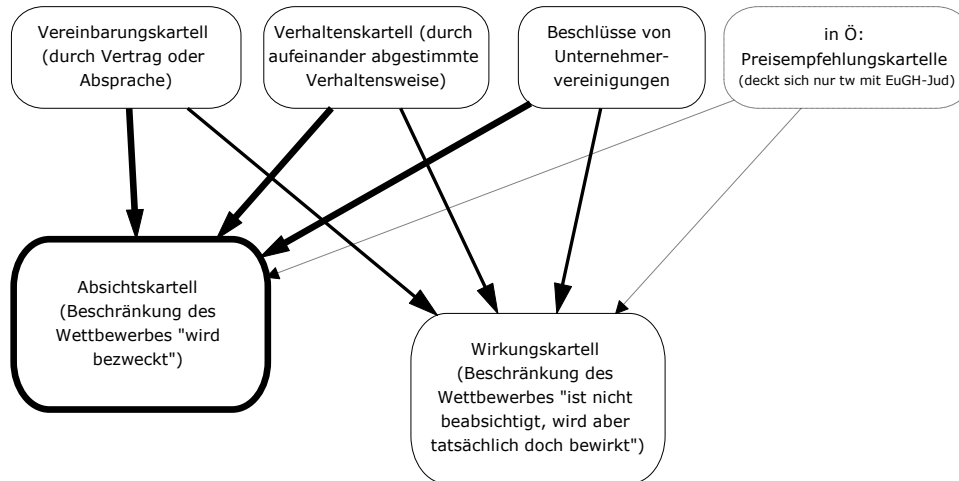 Vereinbarungskartell
(durch Vertrag oder
Absprache)
Verhaltenskartell (durch
aufeinander abgestimmte
Verhaltensweise)
Beschlüsse von
Unternehmer-
vereinigungen
in Ö:
Preisempfehlungskartelle
(deckt sich nur tw mit EuGH-Jud)
Absichtskartell
(Beschränkung des
Wettbewerbes "wird
bezweckt")
Wirkungskartell
(Beschränkung des
Wettbewerbes "ist nicht
beabsichtigt, wird aber
tatsächlich doch bewirkt")